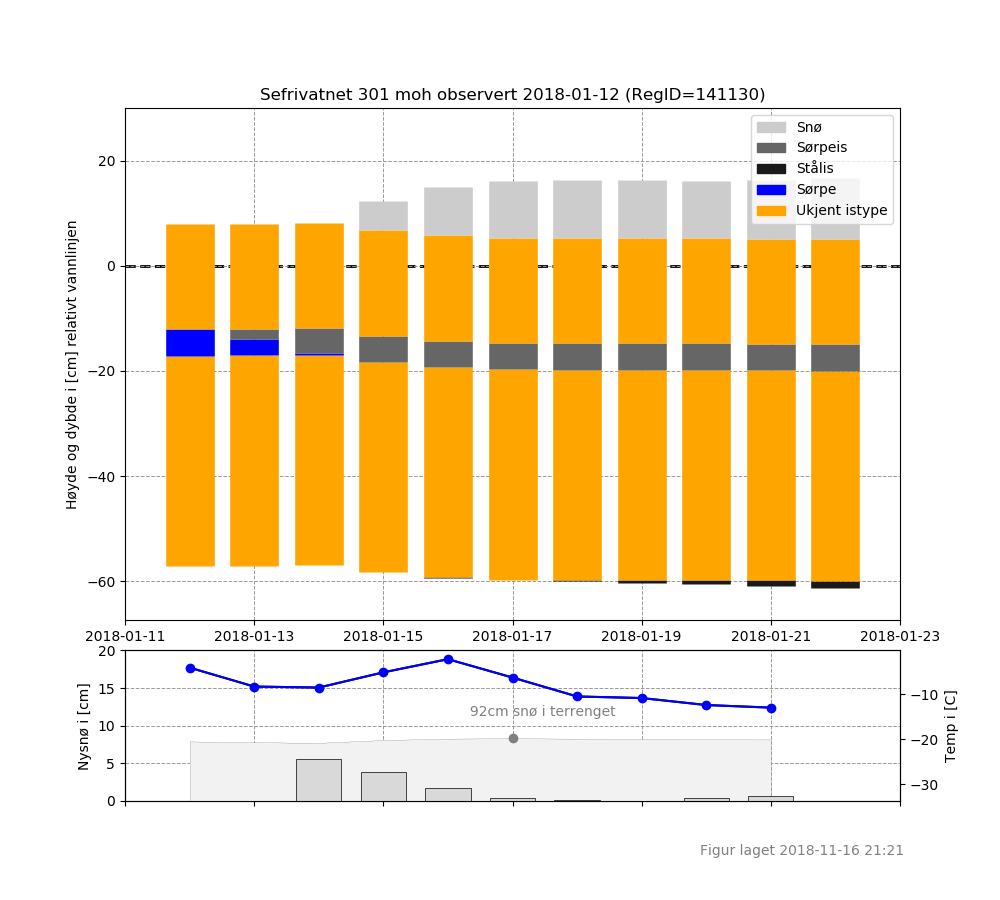 Sefrivatnet 301 moh observert 2018-01-12 (RegID=141130)
Snø
Sørpeis
Stålis
Sørpe
Ukjent istype
Høyde og dybde i [cm] relativt vannlinjen
20
0
−20
−40
−60
2018-01-11
2018-01-13
2018-01-15
2018-01-17
2018-01-19
2018-01-21
2018-01-23
Nysnø i [cm]
20
15
10
5
0
92cm snø i terrenget
−10
−20
−30
Temp i [C]
Figur laget 2018-11-16 21:21